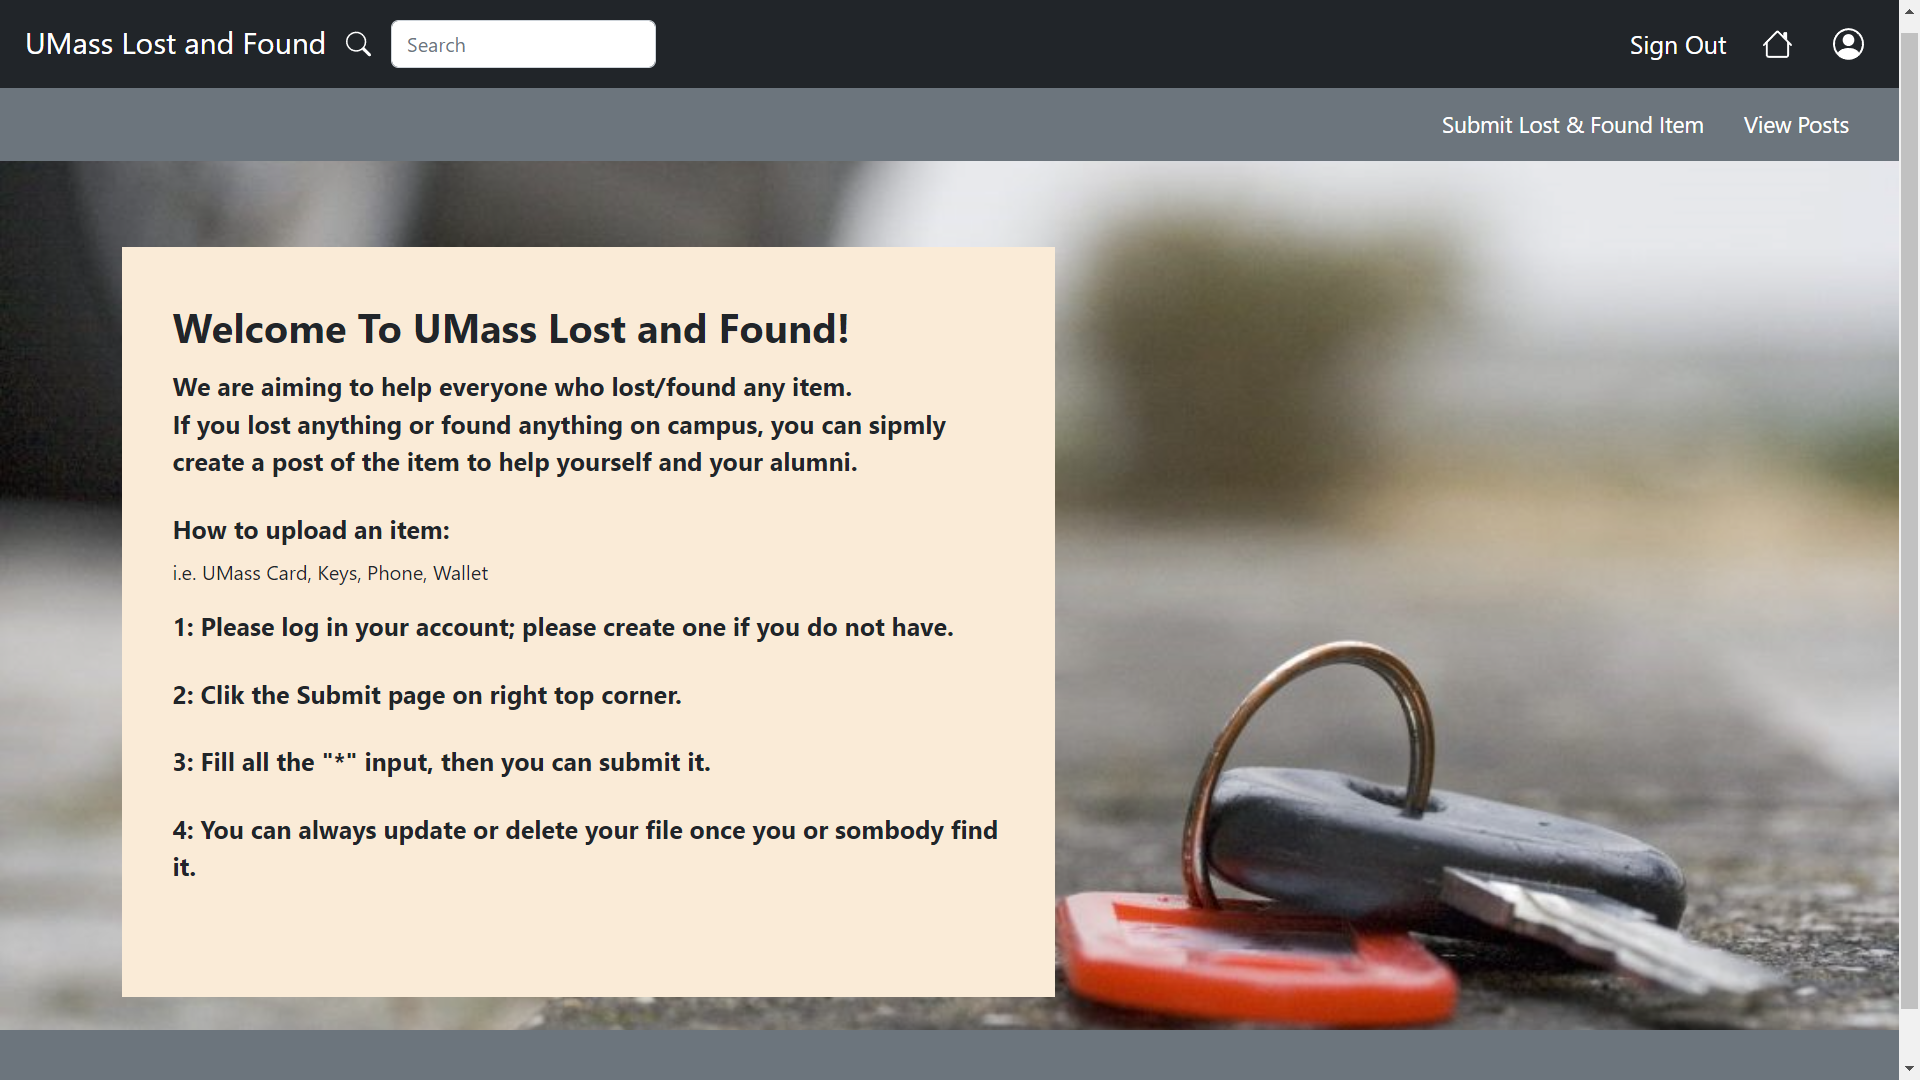 UMass Lost and Found
Search
Sign Out
Submit Lost & Found Item
View Posts
Welcome To UMass Lost and Found!
We are aiming to help everyone who lost/found any item.
If you lost anything or found anything on campus, you can sipmly
create a post of the item to help yourself and your alumni.
How to upload an item:
i.e. UMass Card, Keys, Phone, Wallet
1: Please log in your account; please create one if you do not have.
2: Clik the Submit page on right top corner.
3: Fill all the "*" input, then you can submit it.
4: You can always update or delete your file once you or sombody find
it.